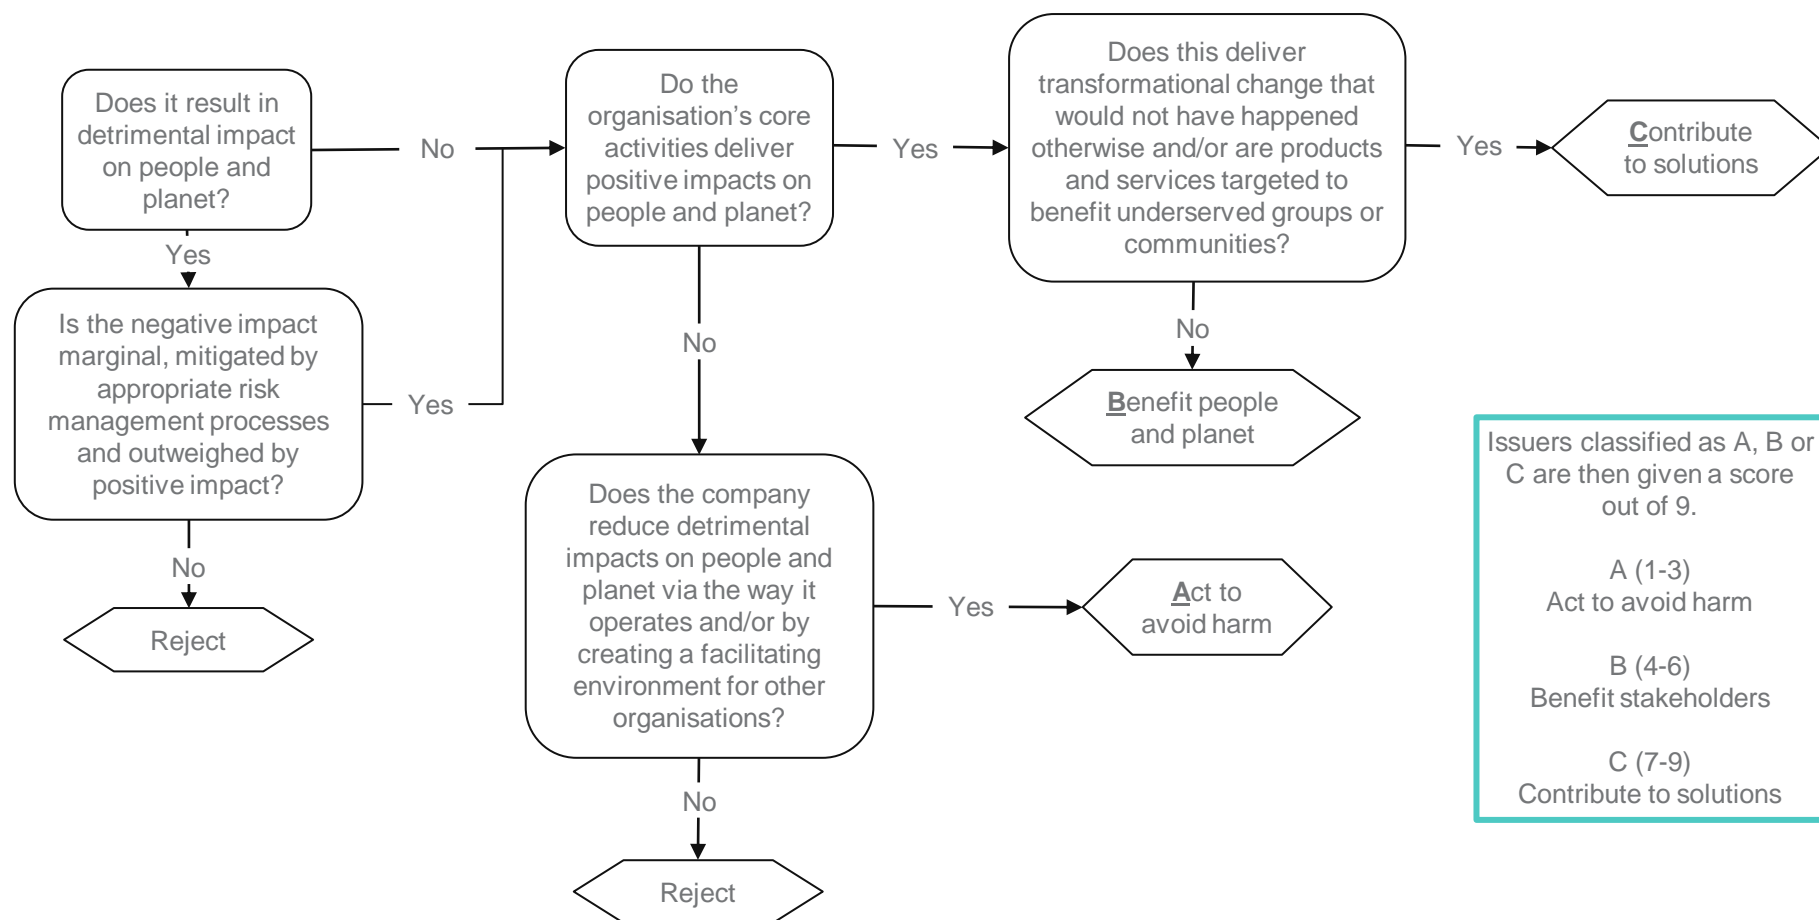 Does it result in
detrimental impact
on people and
planet?
No
Yes
Is the negative impact
marginal, mitigated by
appropriate risk
management processes
and outweighed by
positive impact?
Yes
No
Reject
Do the
organisation’s core
activities deliver
positive impacts on
people and planet?
Yes
No
Does the company
reduce detrimental
impacts on people and
planet via the way it
operates and/or by
creating a facilitating
environment for other
organisations?
Yes
Act to
avoid harm
No
Reject
Does this deliver
transformational change that
would not have happened
otherwise and/or are products
and services targeted to
benefit underserved groups or
communities?
Yes
Contribute
to solutions
No
Benefit people
and planet
Issuers classified as A, B or
C are then given a score
out of 9.
A (1-3)
Act to avoid harm
B (4-6)
Benefit stakeholders
C (7-9)
Contribute to solutions